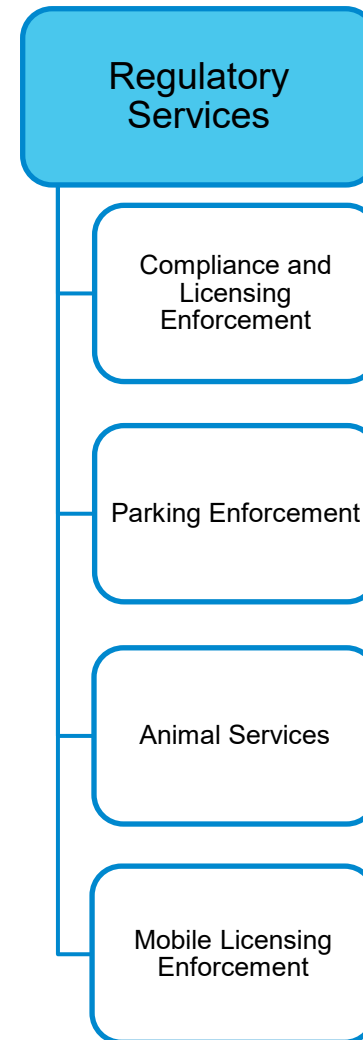 Regulatory
Services
Compliance and
Licensing
Enforcement
Parking Enforcement
Animal Services
Mobile Licensing
Enforcement